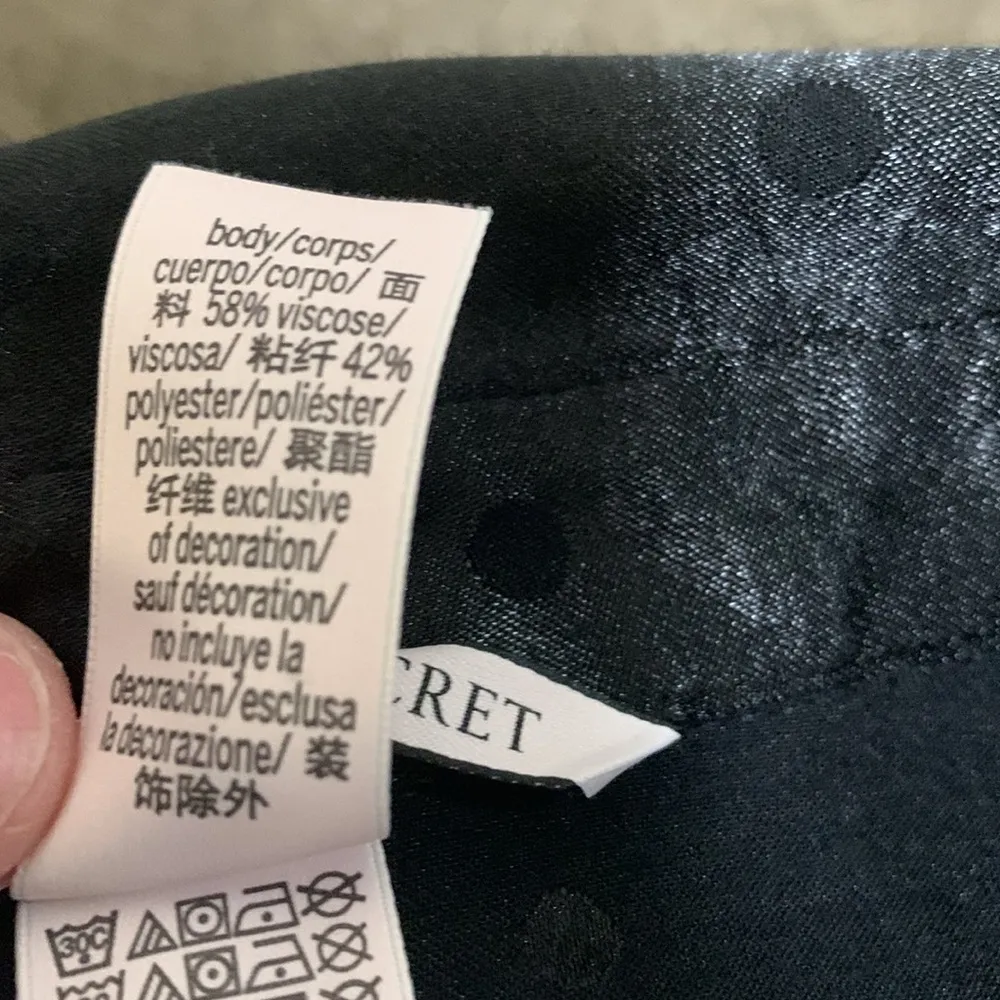 body/corps/
cuerpo/corpo/ 面
料 58% viscose/
viscosa/ 粘纤 42%
polyester/poliéster/
poliestere/ 聚酯
纤维 exclusive
of decoration/
sauf décoration/
no incluye la
decoración/esclusa
la decorazione/ 装
饰除外
CRET
30C